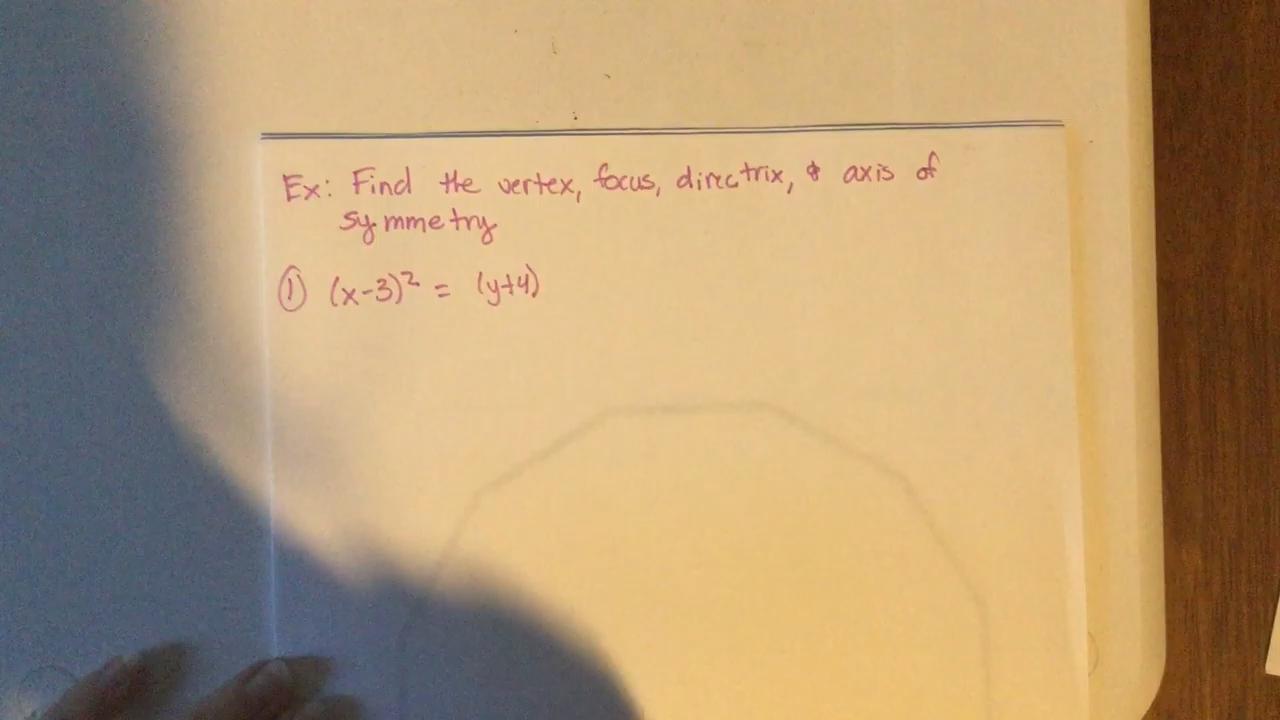 Ex: Find the vertex, focus, directrix, & axis of
symmetry
① (x-3)² = (y+4)